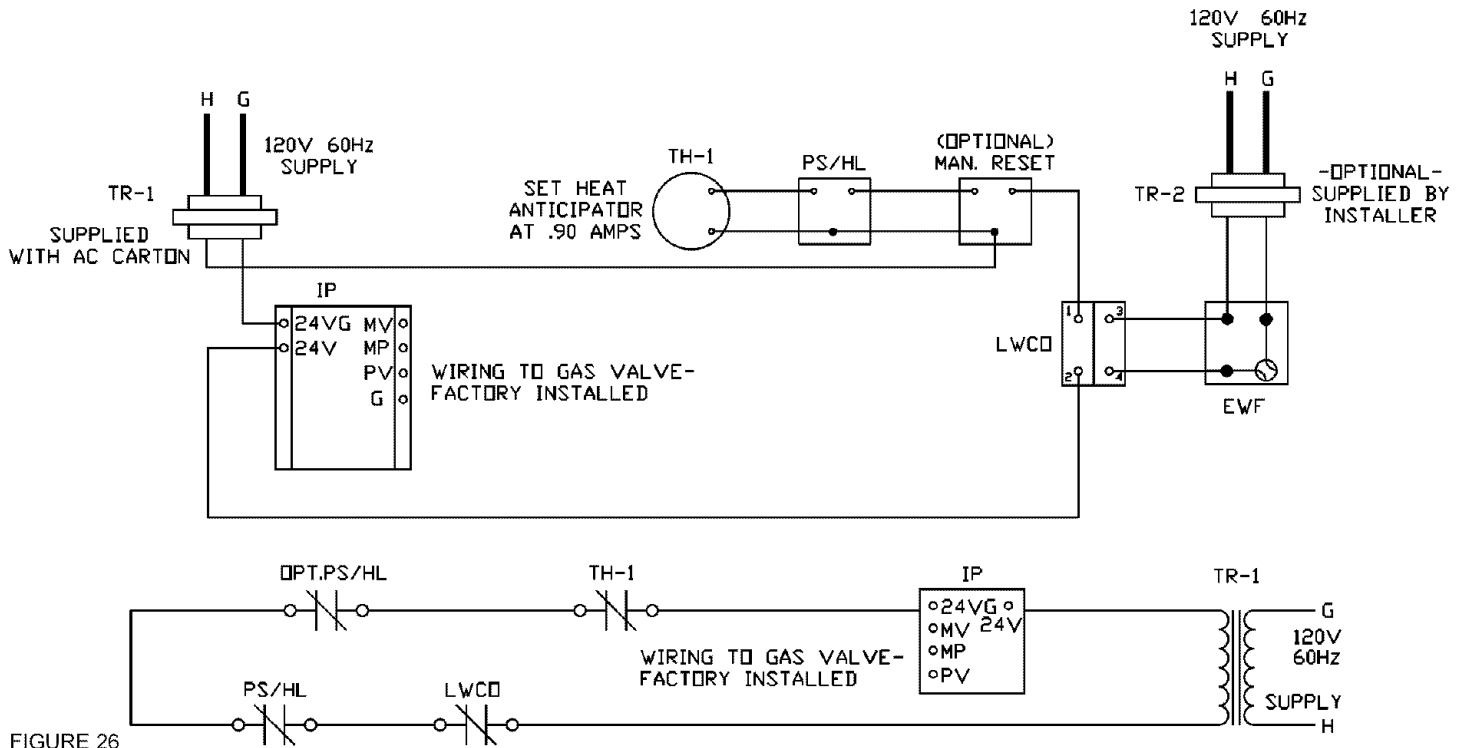 120V 60Hz
SUPPLY
H G
H G
120V 60Hz
SUPPLY
TR-1
SUPPLIED
WITH AC CARTON
TH-1
SET HEAT
ANTICIPATOR
AT .90 AMPS
PS/HL
(OPTIONAL)
MAN. RESET
TR-2
-OPTIONAL-
SUPPLIED BY
INSTALLER
IP
24VG MV
24V MP
PV
G
WIRING TO GAS VALVE-
FACTORY INSTALLED
LWCO
1 3
2 4
EWF
OPT.PS/HL
TH-1
IP
24VG
24V
MV
MP
PV
WIRING TO GAS VALVE-
FACTORY INSTALLED
TR-1
G
120V
60Hz
SUPPLY
H
PS/HL
LWCO
FIGURE 26